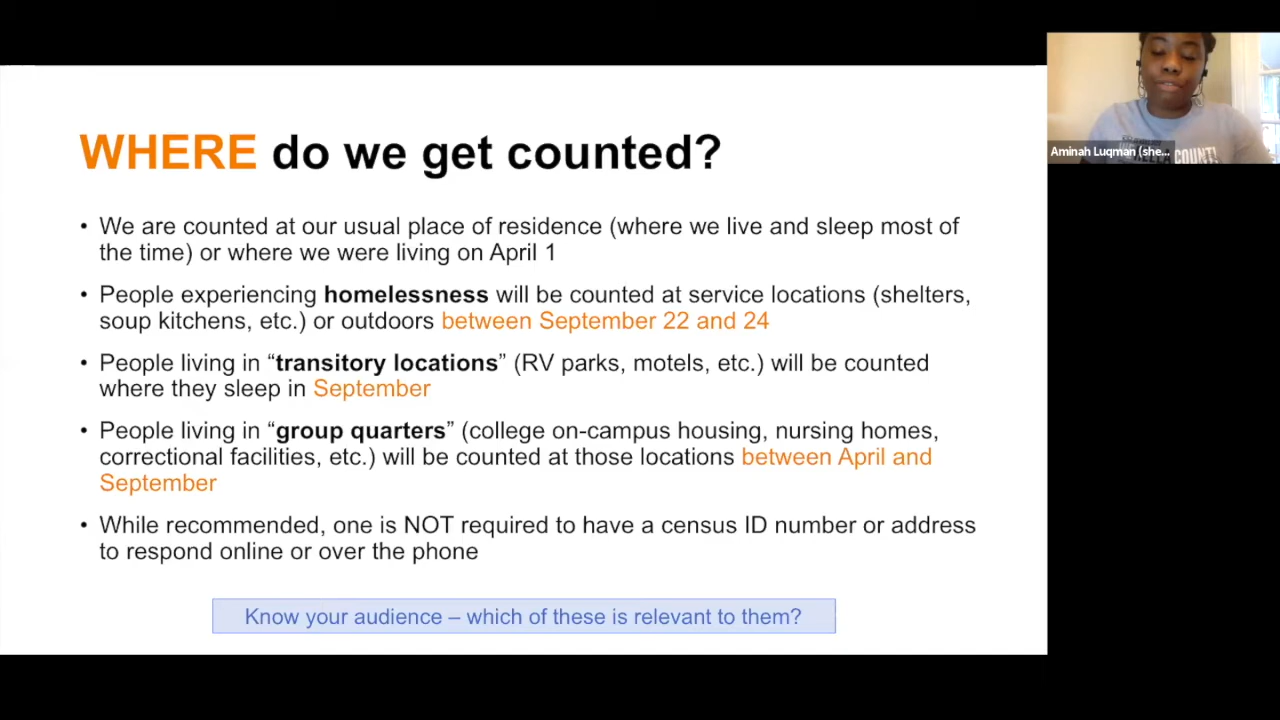 WHERE do we get counted?
• We are counted at our usual place of residence (where we live and sleep most of
the time) or where we were living on April 1
• People experiencing homelessness will be counted at service locations (shelters,
soup kitchens, etc.) or outdoors between September 22 and 24
• People living in “transitory locations” (RV parks, motels, etc.) will be counted
where they sleep in September
• People living in “group quarters” (college on-campus housing, nursing homes,
correctional facilities, etc.) will be counted at those locations between April and
September
• While recommended, one is NOT required to have a census ID number or address
to respond online or over the phone
Know your audience – which of these is relevant to them?
Aminah Luqman (she...
COUNT!